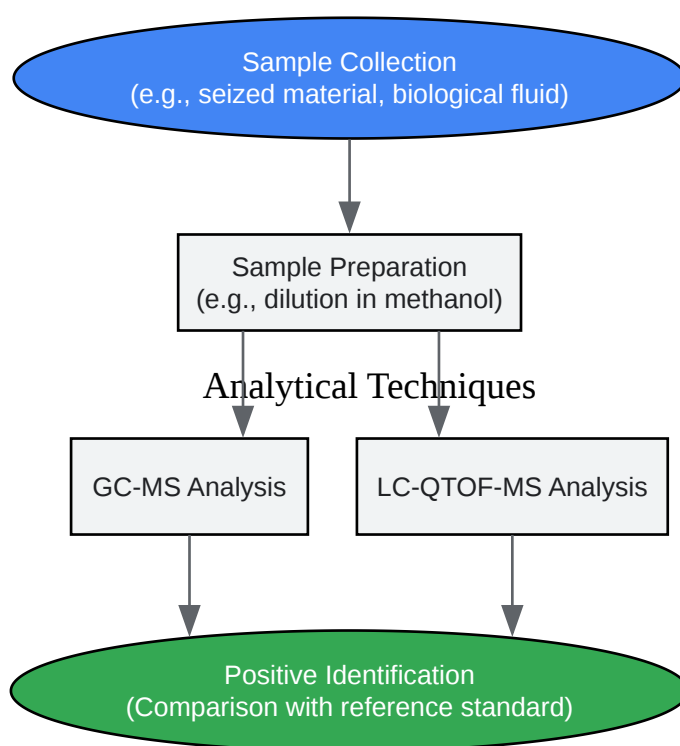 Sample Collection
(e.g., seized material, biological fluid)
Sample Preparation
(e.g., dilution in methanol)
Analytical Techniques
GC-MS Analysis
LC-QTOF-MS Analysis
Positive Identification
(Comparison with reference standard)